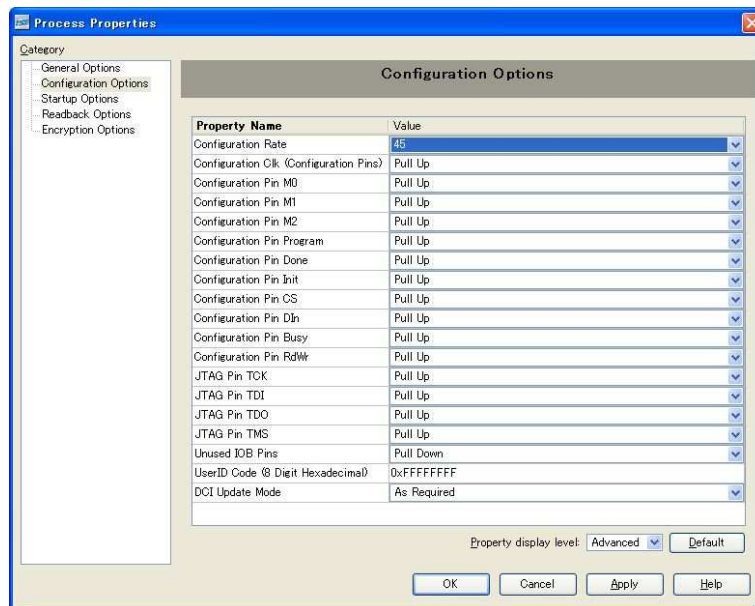 Process Properties
Category
General Options
Configuration Options
Startup Options
Readback Options
Encryption Options
Configuration Options
Property Name Value
Configuration Rate 45
Configuration Clk (Configuration Pins) Pull Up
Configuration Pin M0 Pull Up
Configuration Pin M1 Pull Up
Configuration Pin M2 Pull Up
Configuration Pin Program Pull Up
Configuration Pin Done Pull Up
Configuration Pin Init Pull Up
Configuration Pin CS Pull Up
Configuration Pin DIn Pull Up
Configuration Pin Busy Pull Up
Configuration Pin RdWr Pull Up
JTAG Pin TCK Pull Up
JTAG Pin TDI Pull Up
JTAG Pin TDO Pull Up
JTAG Pin TMS Pull Up
Unused IOB Pins Pull Down
UserID Code (8 Digit Hexadecimal) 0xFFFFFFFF
DCI Update Mode As Required
Property display level: Advanced Default
OK Cancel Apply Help